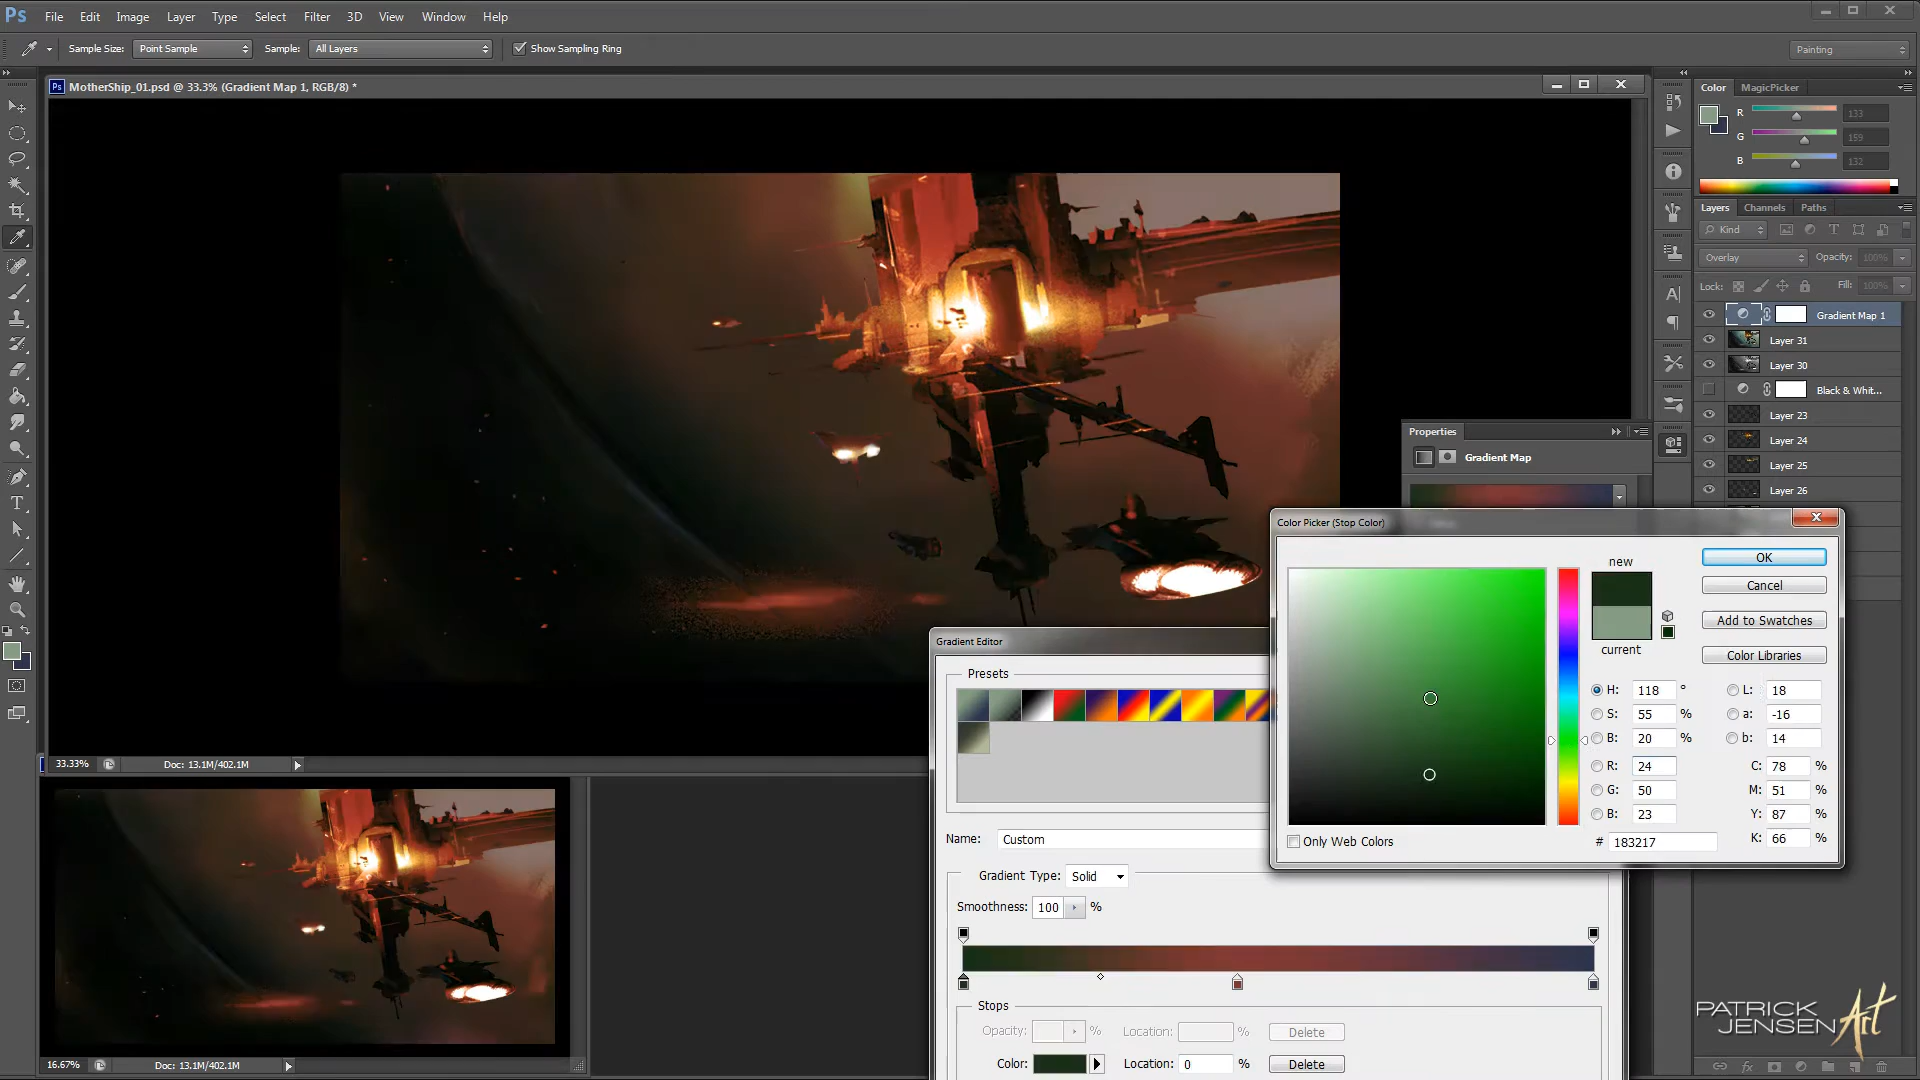 Ps File Edit Image Layer Type Select Filter 3D View Window Help
Sample Size: Point Sample Sample: All Layers Show Sampling Ring Painting
Ps MotherShip_01.psd @ 33.3% (Gradient Map 1, RGB/8) *
Color MagicPicker
R 133
G 159
B 132
Layers Channels Paths
Kind
Overlay Opacity: 100%
Lock: Fill: 100%
Gradient Map 1
Layer 31
Layer 30
Black & Whit...
Layer 23
Layer 24
Layer 25
Layer 26
Properties
Gradient Map
Color Picker (Stop Color)
new
current
OK
Cancel
Add to Swatches
Color Libraries
H: 118 ° L: 18
S: 55 % a: -16
B: 20 % b: 14
R: 24 C: 78 %
G: 50 M: 51 %
B: 23 Y: 87 %
# 183217 K: 66 %
Only Web Colors
Gradient Editor
Presets
Name: Custom
Gradient Type: Solid
Smoothness: 100 %
Stops
Opacity: % Location: % Delete
Color: Location: 0 % Delete
33.33% Doc: 13.1M/402.1M
16.67% Doc: 13.1M/402.1M
PATRICK
JENSEN Art